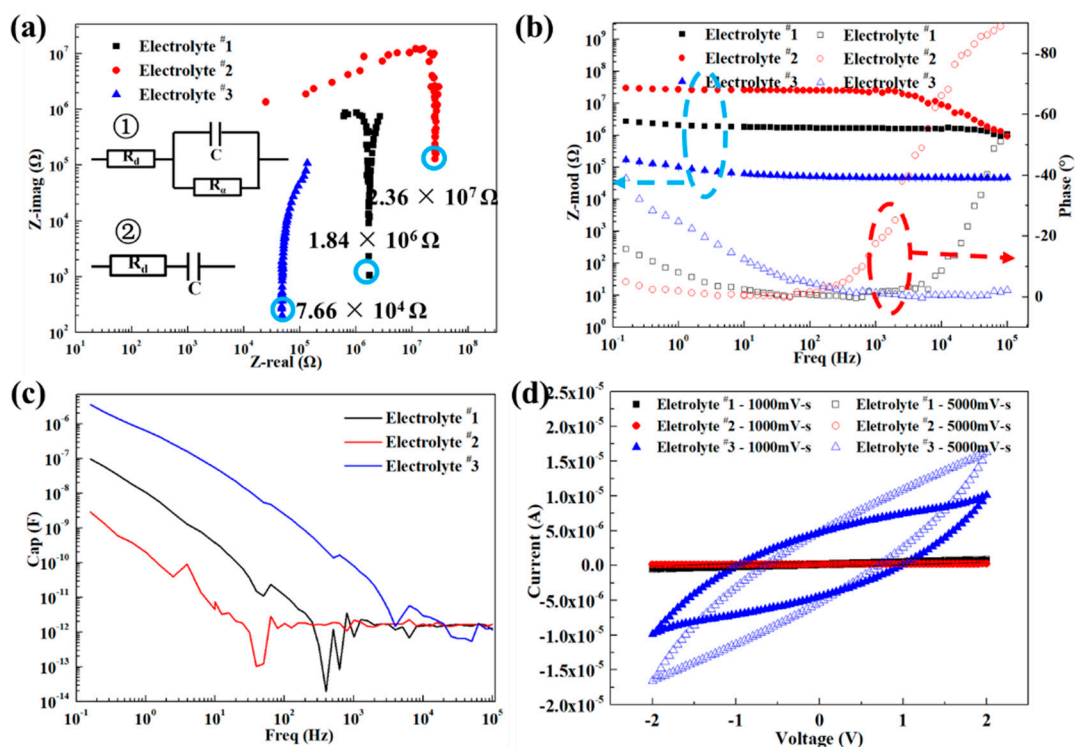 (a)
Electrolyte #1
Electrolyte #2
Electrolyte #3
①
Rd
C
Rα
②
Rd
C
2.36 × 10⁷ Ω
1.84 × 10⁶ Ω
7.66 × 10⁴ Ω
Z-imag (Ω)
10⁷
10⁶
10⁵
10⁴
10³
10²
10¹ 10² 10³ 10⁴ 10⁵ 10⁶ 10⁷ 10⁸
Z-real (Ω)
(b)
Electrolyte #1
Electrolyte #2
Electrolyte #3
Electrolyte #1
Electrolyte #2
Electrolyte #3
Z-mod (Ω)
10⁹
10⁸
10⁷
10⁶
10⁵
10⁴
10³
10²
10¹
10⁰
10⁻¹ 10⁰ 10¹ 10² 10³ 10⁴ 10⁵
Freq (Hz)
-80
-60
-40
-20
0
Phase (°)
(c)
Electrolyte #1
Electrolyte #2
Electrolyte #3
Cap (F)
10⁻⁶
10⁻⁷
10⁻⁸
10⁻⁹
10⁻¹⁰
10⁻¹¹
10⁻¹²
10⁻¹³
10⁻¹⁴
10⁻¹ 10⁰ 10¹ 10² 10³ 10⁴ 10⁵
Freq (Hz)
(d)
Eletrolyte #1 - 1000mV-s
Eletrolyte #2 - 1000mV-s
Eletrolyte #3 - 1000mV-s
Eletrolyte #1 - 5000mV-s
Eletrolyte #2 - 5000mV-s
Eletrolyte #3 - 5000mV-s
Current (A)
2.5x10⁻⁵
2.0x10⁻⁵
1.5x10⁻⁵
1.0x10⁻⁵
5.0x10⁻⁶
0.0
-5.0x10⁻⁶
-1.0x10⁻⁵
-1.5x10⁻⁵
-2.0x10⁻⁵
-2 -1 0 1 2
Voltage (V)